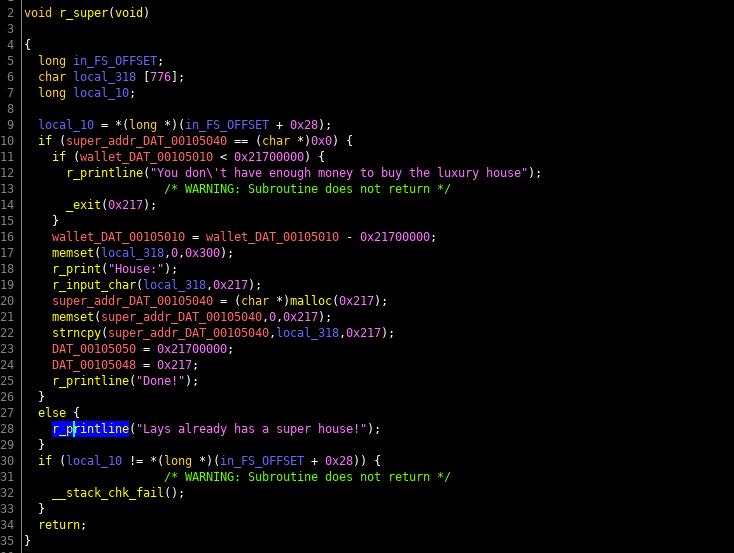 2 void r_super(void)
3
4 {
5   long in_FS_OFFSET;
6   char local_318 [776];
7   long local_10;
8
9   local_10 = *(long *)(in_FS_OFFSET + 0x28);
10   if (super_addr_DAT_00105040 == (char *)0x0) {
11     if (wallet_DAT_00105010 < 0x21700000) {
12       r_printline("You don\'t have enough money to buy the luxury house");
13                     /* WARNING: Subroutine does not return */
14       _exit(0x217);
15     }
16     wallet_DAT_00105010 = wallet_DAT_00105010 - 0x21700000;
17     memset(local_318,0,0x300);
18     r_print("House:");
19     r_input_char(local_318,0x217);
20     super_addr_DAT_00105040 = (char *)malloc(0x217);
21     memset(super_addr_DAT_00105040,0,0x217);
22     strncpy(super_addr_DAT_00105040,local_318,0x217);
23     DAT_00105050 = 0x21700000;
24     DAT_00105048 = 0x217;
25     r_printline("Done!");
26   }
27   else {
28     r_printline("Lays already has a super house!");
29   }
30   if (local_10 != *(long *)(in_FS_OFFSET + 0x28)) {
31                     /* WARNING: Subroutine does not return */
32     __stack_chk_fail();
33   }
34   return;
35 }